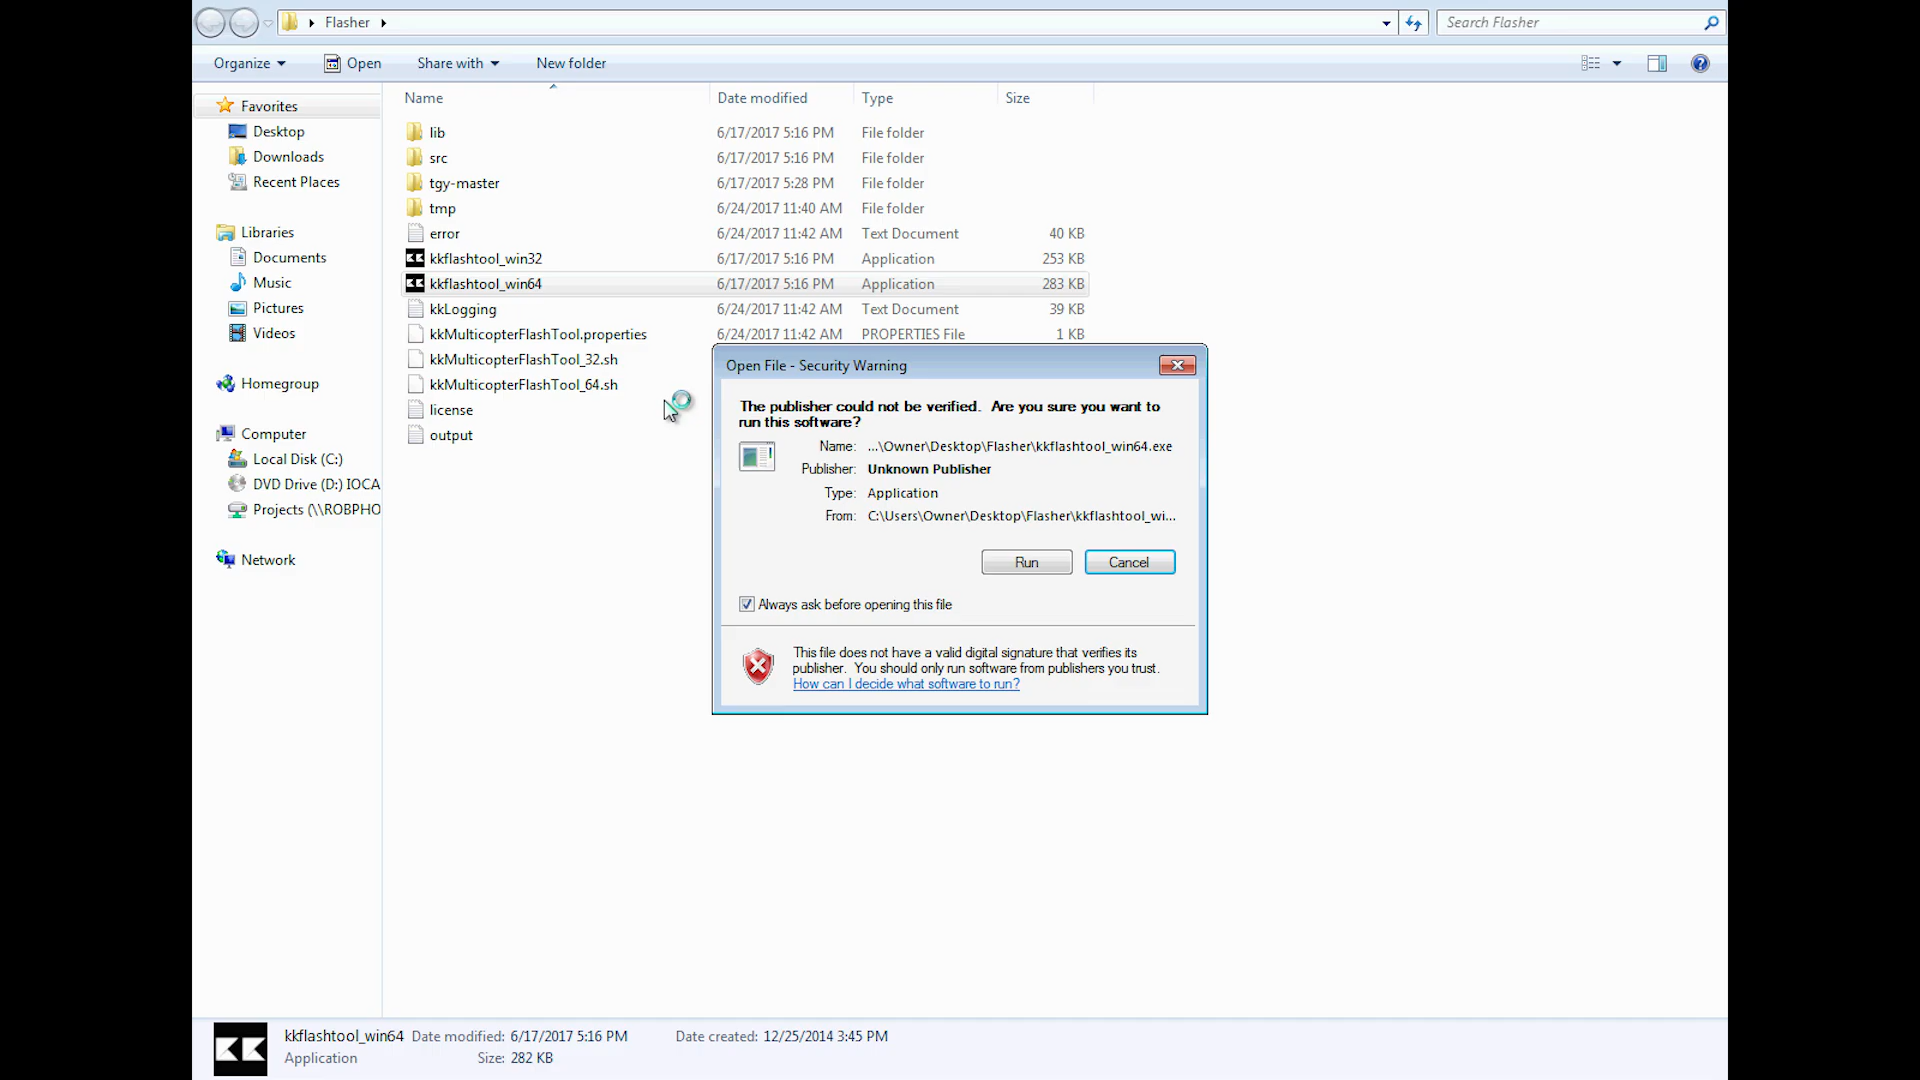 Flasher
Search Flasher
Organize Open Share with New folder
Name Date modified Type Size
Favorites
Desktop
Downloads
Recent Places
Libraries
Documents
Music
Pictures
Videos
Homegroup
Computer
Local Disk (C:)
DVD Drive (D:) IOCA
Projects (\\ROBPHO
Network
lib 6/17/2017 5:16 PM File folder
src 6/17/2017 5:16 PM File folder
tgy-master 6/17/2017 5:28 PM File folder
tmp 6/24/2017 11:40 AM File folder
error 6/24/2017 11:42 AM Text Document 40 KB
kkflashtool_win32 6/17/2017 5:16 PM Application 253 KB
kkflashtool_win64 6/17/2017 5:16 PM Application 283 KB
kkLogging 6/24/2017 11:42 AM Text Document 39 KB
kkMulticopterFlashTool.properties 6/24/2017 11:42 AM PROPERTIES File 1 KB
kkMulticopterFlashTool_32.sh
kkMulticopterFlashTool_64.sh
license
output
Open File - Security Warning
The publisher could not be verified. Are you sure you want to
run this software?
Name: ...\Owner\Desktop\Flasher\kkflashtool_win64.exe
Publisher: Unknown Publisher
Type: Application
From: C:\Users\Owner\Desktop\Flasher\kkflashtool_wi...
Run Cancel
Always ask before opening this file
This file does not have a valid digital signature that verifies its
publisher. You should only run software from publishers you trust.
How can I decide what software to run?
kkflashtool_win64 Date modified: 6/17/2017 5:16 PM Date created: 12/25/2014 3:45 PM
Application Size: 282 KB